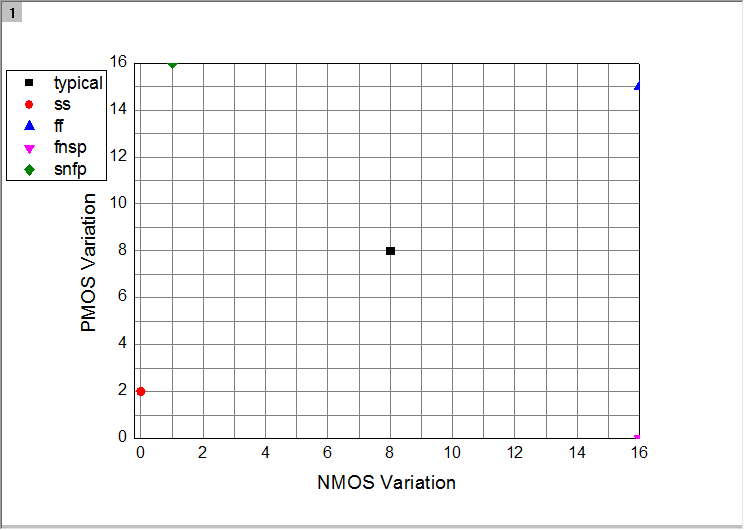 1
typical
ss
ff
fnsp
snfp
PMOS Variation
16
14
12
10
8
6
4
2
0
0 2 4 6 8 10 12 14 16
NMOS Variation